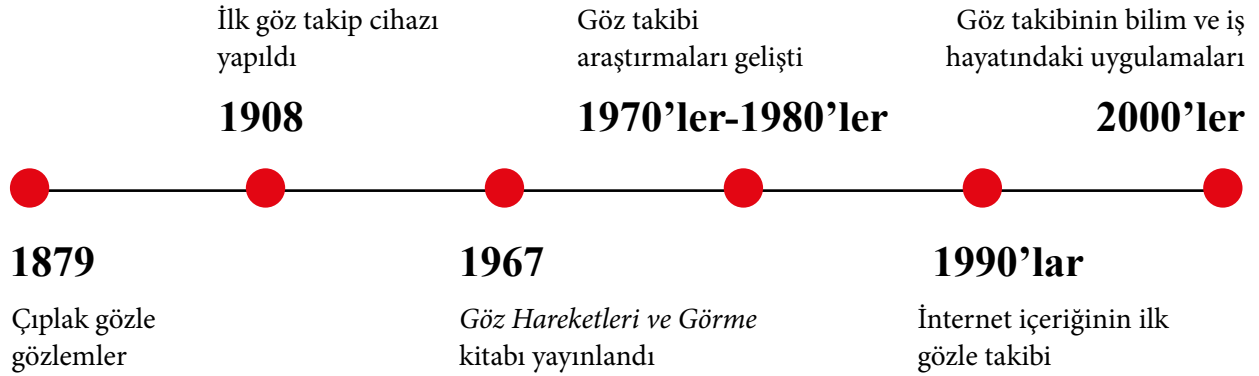 İlk göz takip cihazı
yapıldı
1908
Göz takibi
araştırmaları gelişti
1970’ler-1980’ler
Göz takibinin bilim ve iş
hayatındaki uygulamaları
2000’ler
1879
Çıplak gözle
gözlemler
1967
Göz Hareketleri ve Görme
kitabı yayınlandı
1990’lar
İnternet içeriğinin ilk
gözle takibi